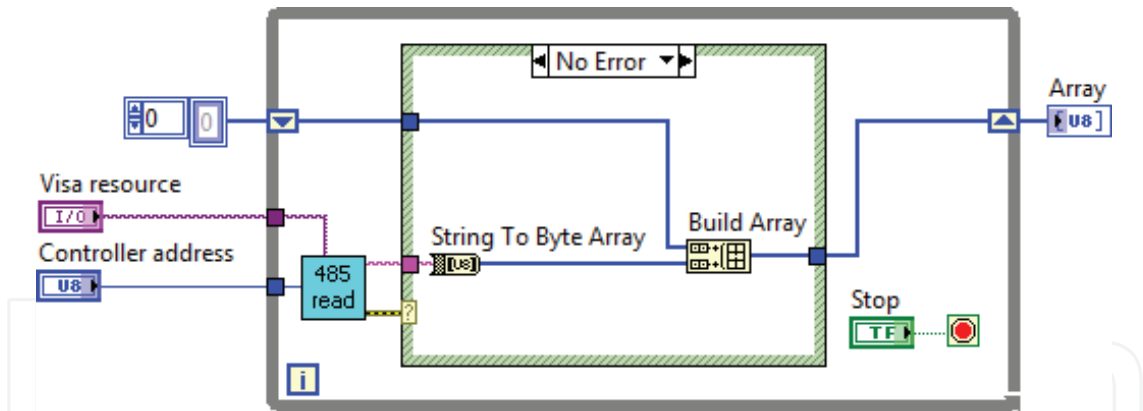 No Error
0
0
Array
U8
Visa resource
I/O
Controller address
U8
485
read
?
String To Byte Array
[U8]
Build Array
Stop
TF
i